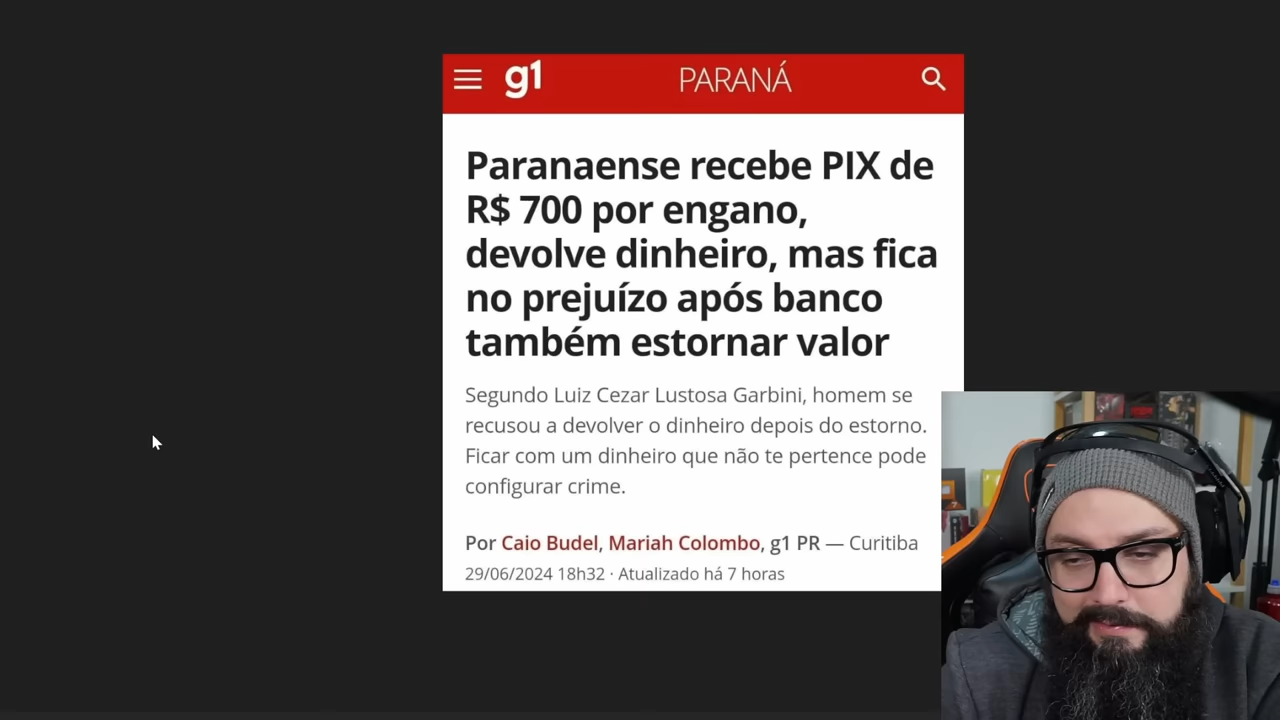 g1 PARANÁ
Paranaense recebe PIX de
R$ 700 por engano,
devolve dinheiro, mas fica
no prejuízo após banco
também estornar valor
Segundo Luiz Cezar Lustosa Garbini, homem se
recusou a devolver o dinheiro depois do estorno.
Ficar com um dinheiro que não te pertence pode
configurar crime.
Por Caio Budel, Mariah Colombo, g1 PR — Curitiba
29/06/2024 18h32 · Atualizado há 7 horas